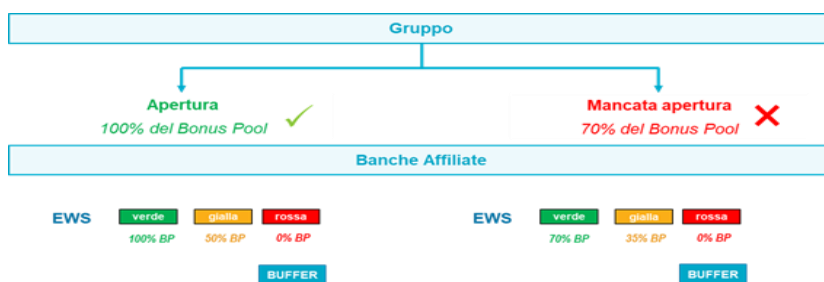 Gruppo
Apertura
100% del Bonus Pool
Mancata apertura
70% del Bonus Pool
Banche Affiliate
EWS verde gialla rossa
100% BP 50% BP 0% BP
BUFFER
EWS verde gialla rossa
70% BP 35% BP 0% BP
BUFFER